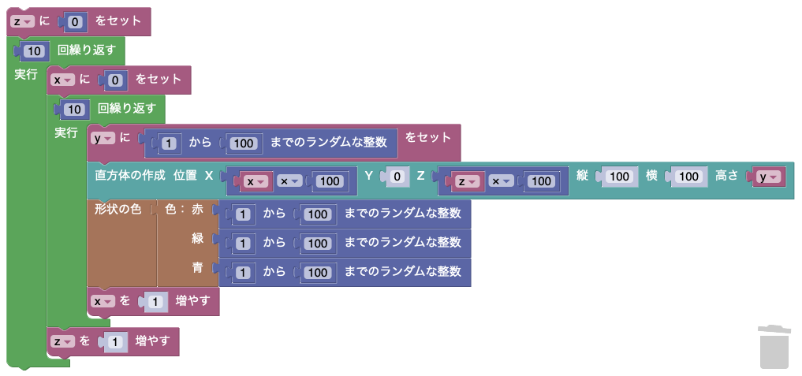 z に 0 をセット
10 回繰り返す
実行 x に 0 をセット
10 回繰り返す
実行 y に 1 から 100 までのランダムな整数 をセット
直方体の作成 位置 X x × 100 Y 0 Z z × 100 縦 100 横 100 高さ y
形状の色 色： 赤 1 から 100 までのランダムな整数
緑 1 から 100 までのランダムな整数
青 1 から 100 までのランダムな整数
x を 1 増やす
z を 1 増やす